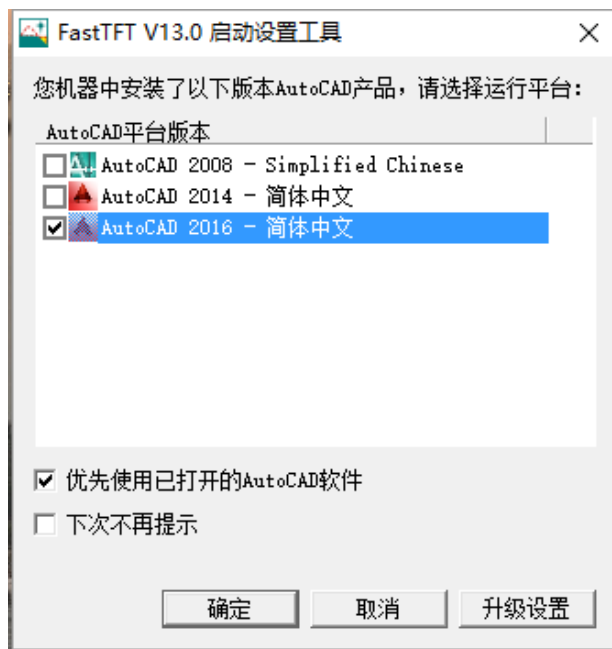 FastTFT V13.0 启动设置工具
您机器中安装了以下版本AutoCAD产品，请选择运行平台：
AutoCAD平台版本
AutoCAD 2008 - Simplified Chinese
AutoCAD 2014 - 简体中文
AutoCAD 2016 - 简体中文
优先使用已打开的AutoCAD软件
下次不再提示
确定 取消 升级设置